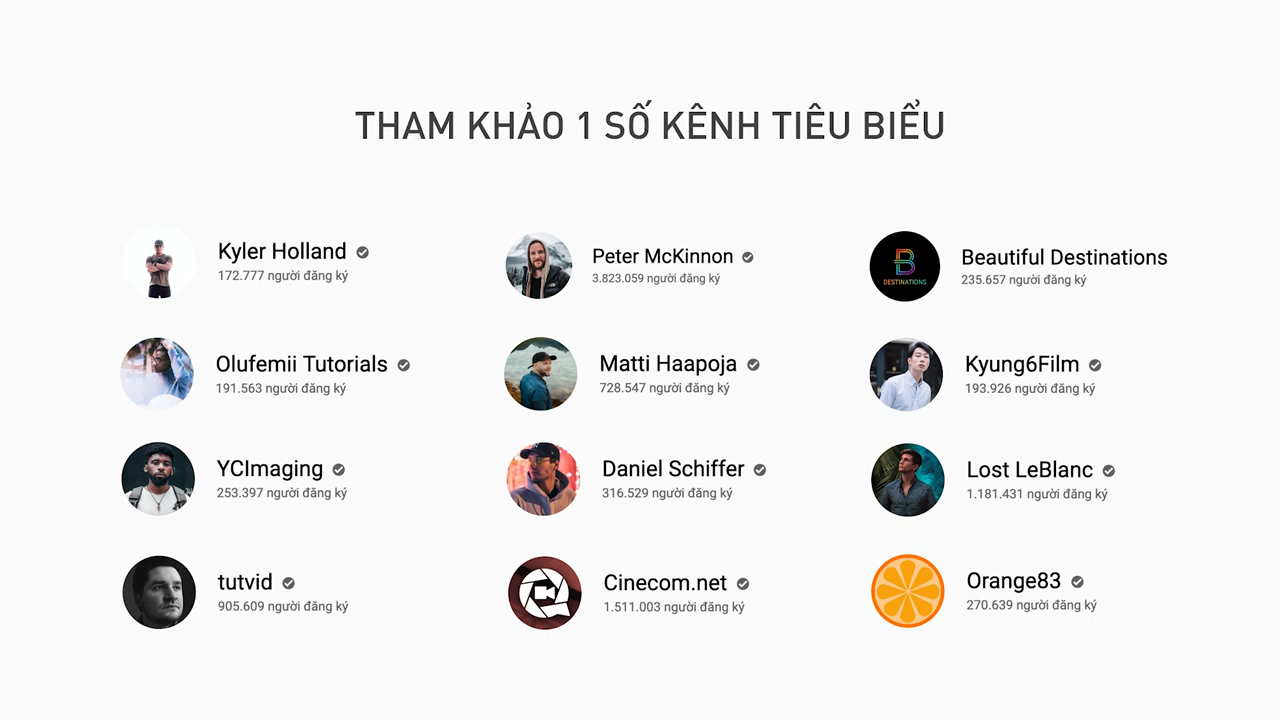 THAM KHẢO 1 SỐ KÊNH TIÊU BIỂU
Kyler Holland
172.777 người đăng ký
Peter McKinnon
3.823.059 người đăng ký
B
DESTINATIONS
Beautiful Destinations
235.657 người đăng ký
Olufemii Tutorials
191.563 người đăng ký
Matti Haapoja
728.547 người đăng ký
Kyung6Film
193.926 người đăng ký
YCImaging
253.397 người đăng ký
Daniel Schiffer
316.529 người đăng ký
Lost LeBlanc
1.181.431 người đăng ký
tutvid
905.609 người đăng ký
Cinecom.net
1.511.003 người đăng ký
Orange83
270.639 người đăng ký